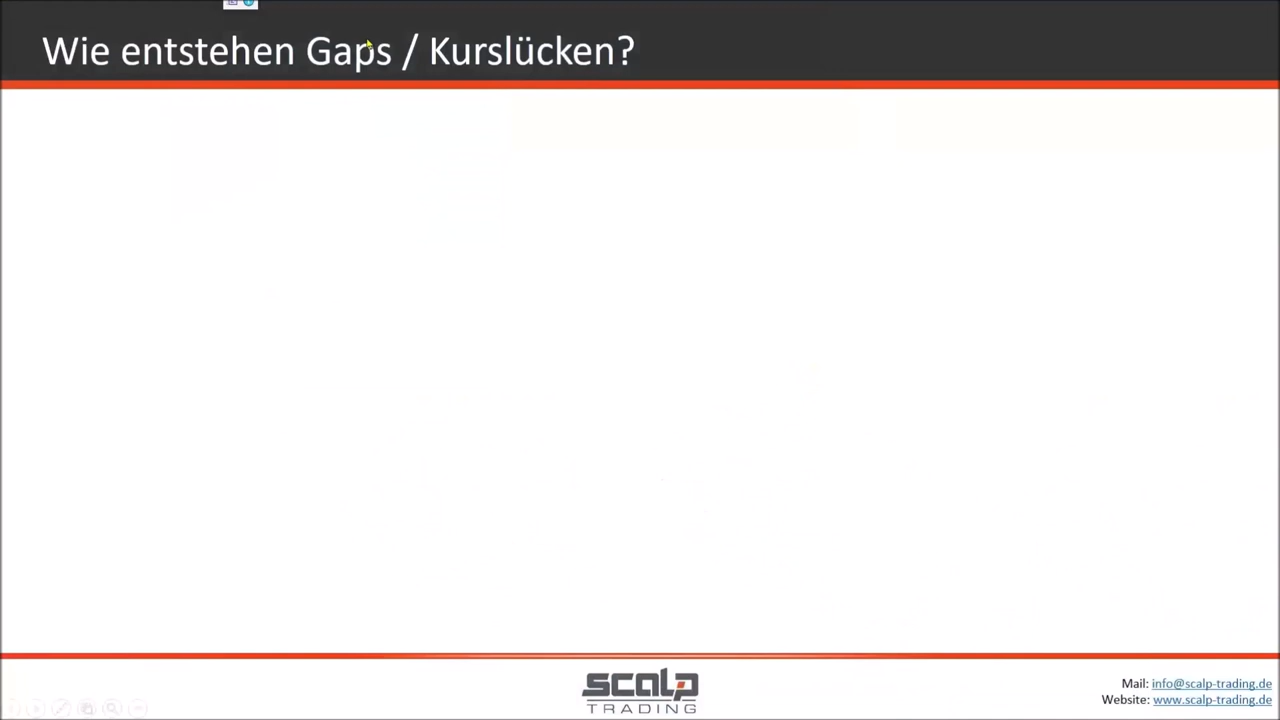 Wie entstehen Gaps / Kurslücken?
scalp
TRADING
Mail: info@scalp-trading.de
Website: www.scalp-trading.de